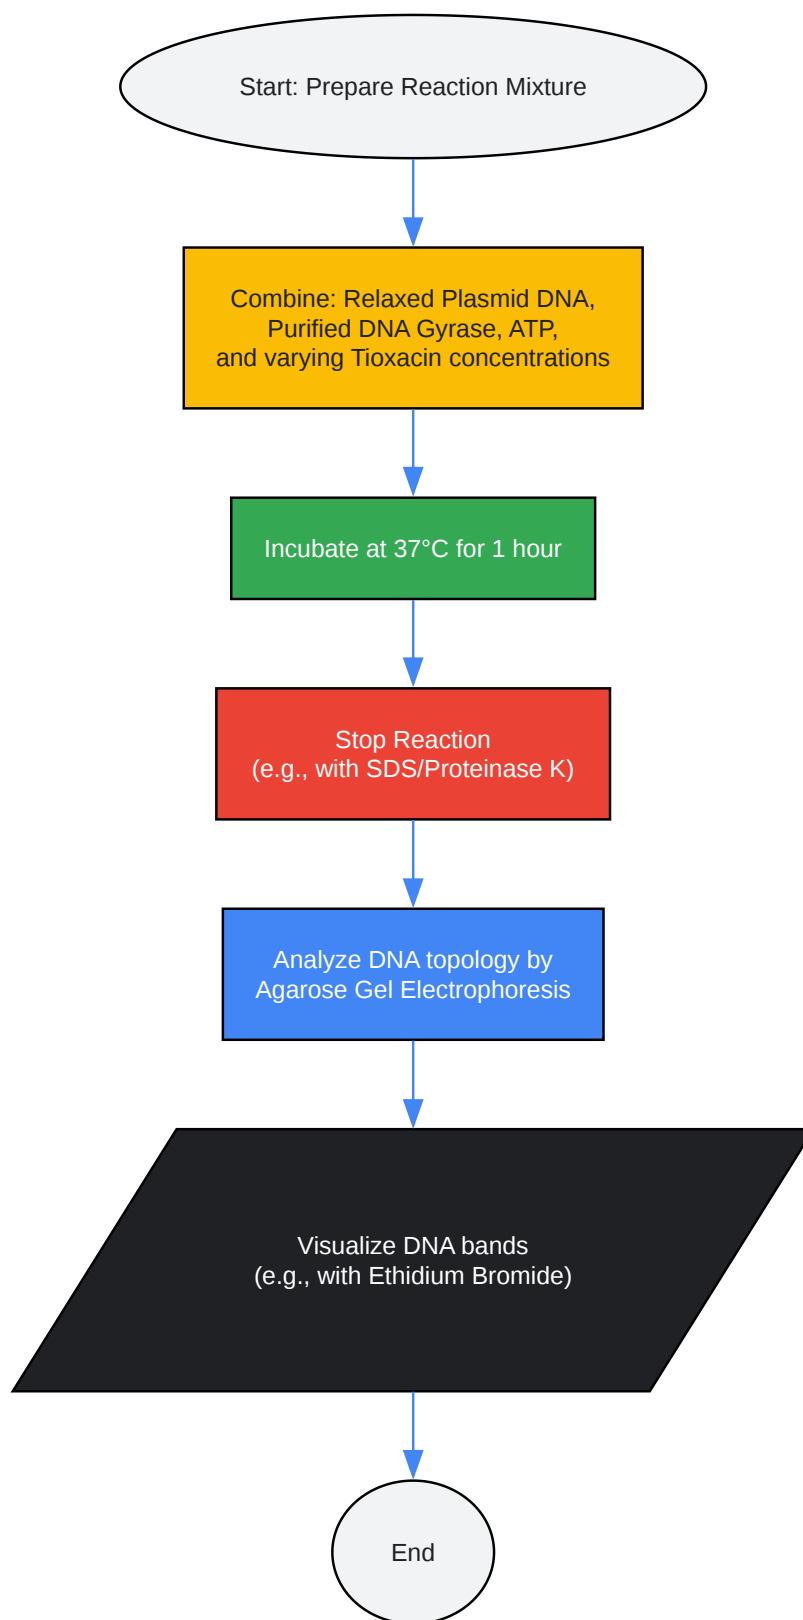 Start: Prepare Reaction Mixture
Combine: Relaxed Plasmid DNA,
Purified DNA Gyrase, ATP,
and varying Tioxacin concentrations
Incubate at 37°C for 1 hour
Stop Reaction
(e.g., with SDS/Proteinase K)
Analyze DNA topology by
Agarose Gel Electrophoresis
Visualize DNA bands
(e.g., with Ethidium Bromide)
End